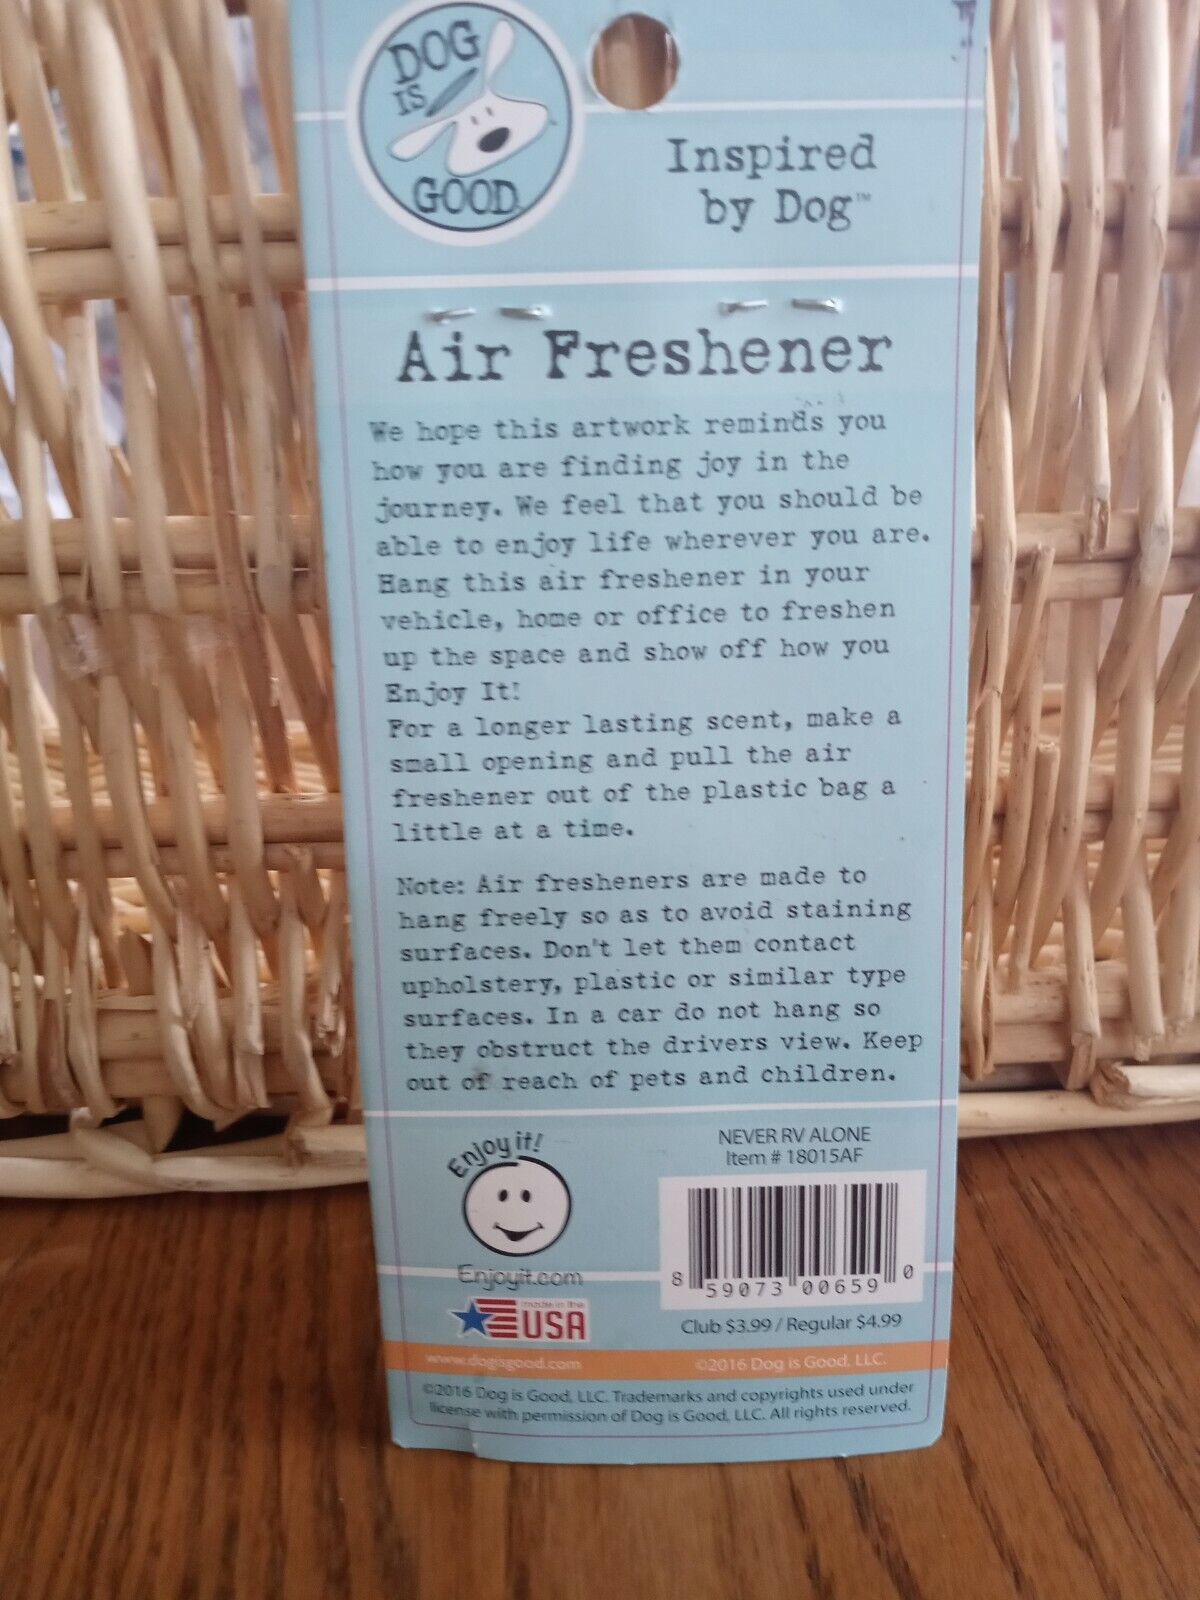 DOG
IS
GOOD
Inspired
by Dog™
Air Freshener
We hope this artwork reminds you
how you are finding joy in the
journey. We feel that you should be
able to enjoy life wherever you are.
Hang this air freshener in your
vehicle, home or office to freshen
up the space and show off how you
Enjoy It!
For a longer lasting scent, make a
small opening and pull the air
freshener out of the plastic bag a
little at a time.
Note: Air fresheners are made to
hang freely so as to avoid staining
surfaces. Don't let them contact
upholstery, plastic or similar type
surfaces. In a car do not hang so
they obstruct the drivers view. Keep
out of reach of pets and children.
Enjoy it!
Enjoyit.com
made in the
USA
NEVER RV ALONE
Item # 18015AF
8 59073 00659 0
Club $3.99 / Regular $4.99
www.dogisgood.com ©2016 Dog is Good, LLC.
©2016 Dog is Good, LLC. Trademarks and copyrights used under
license with permission of Dog is Good, LLC. All rights reserved.